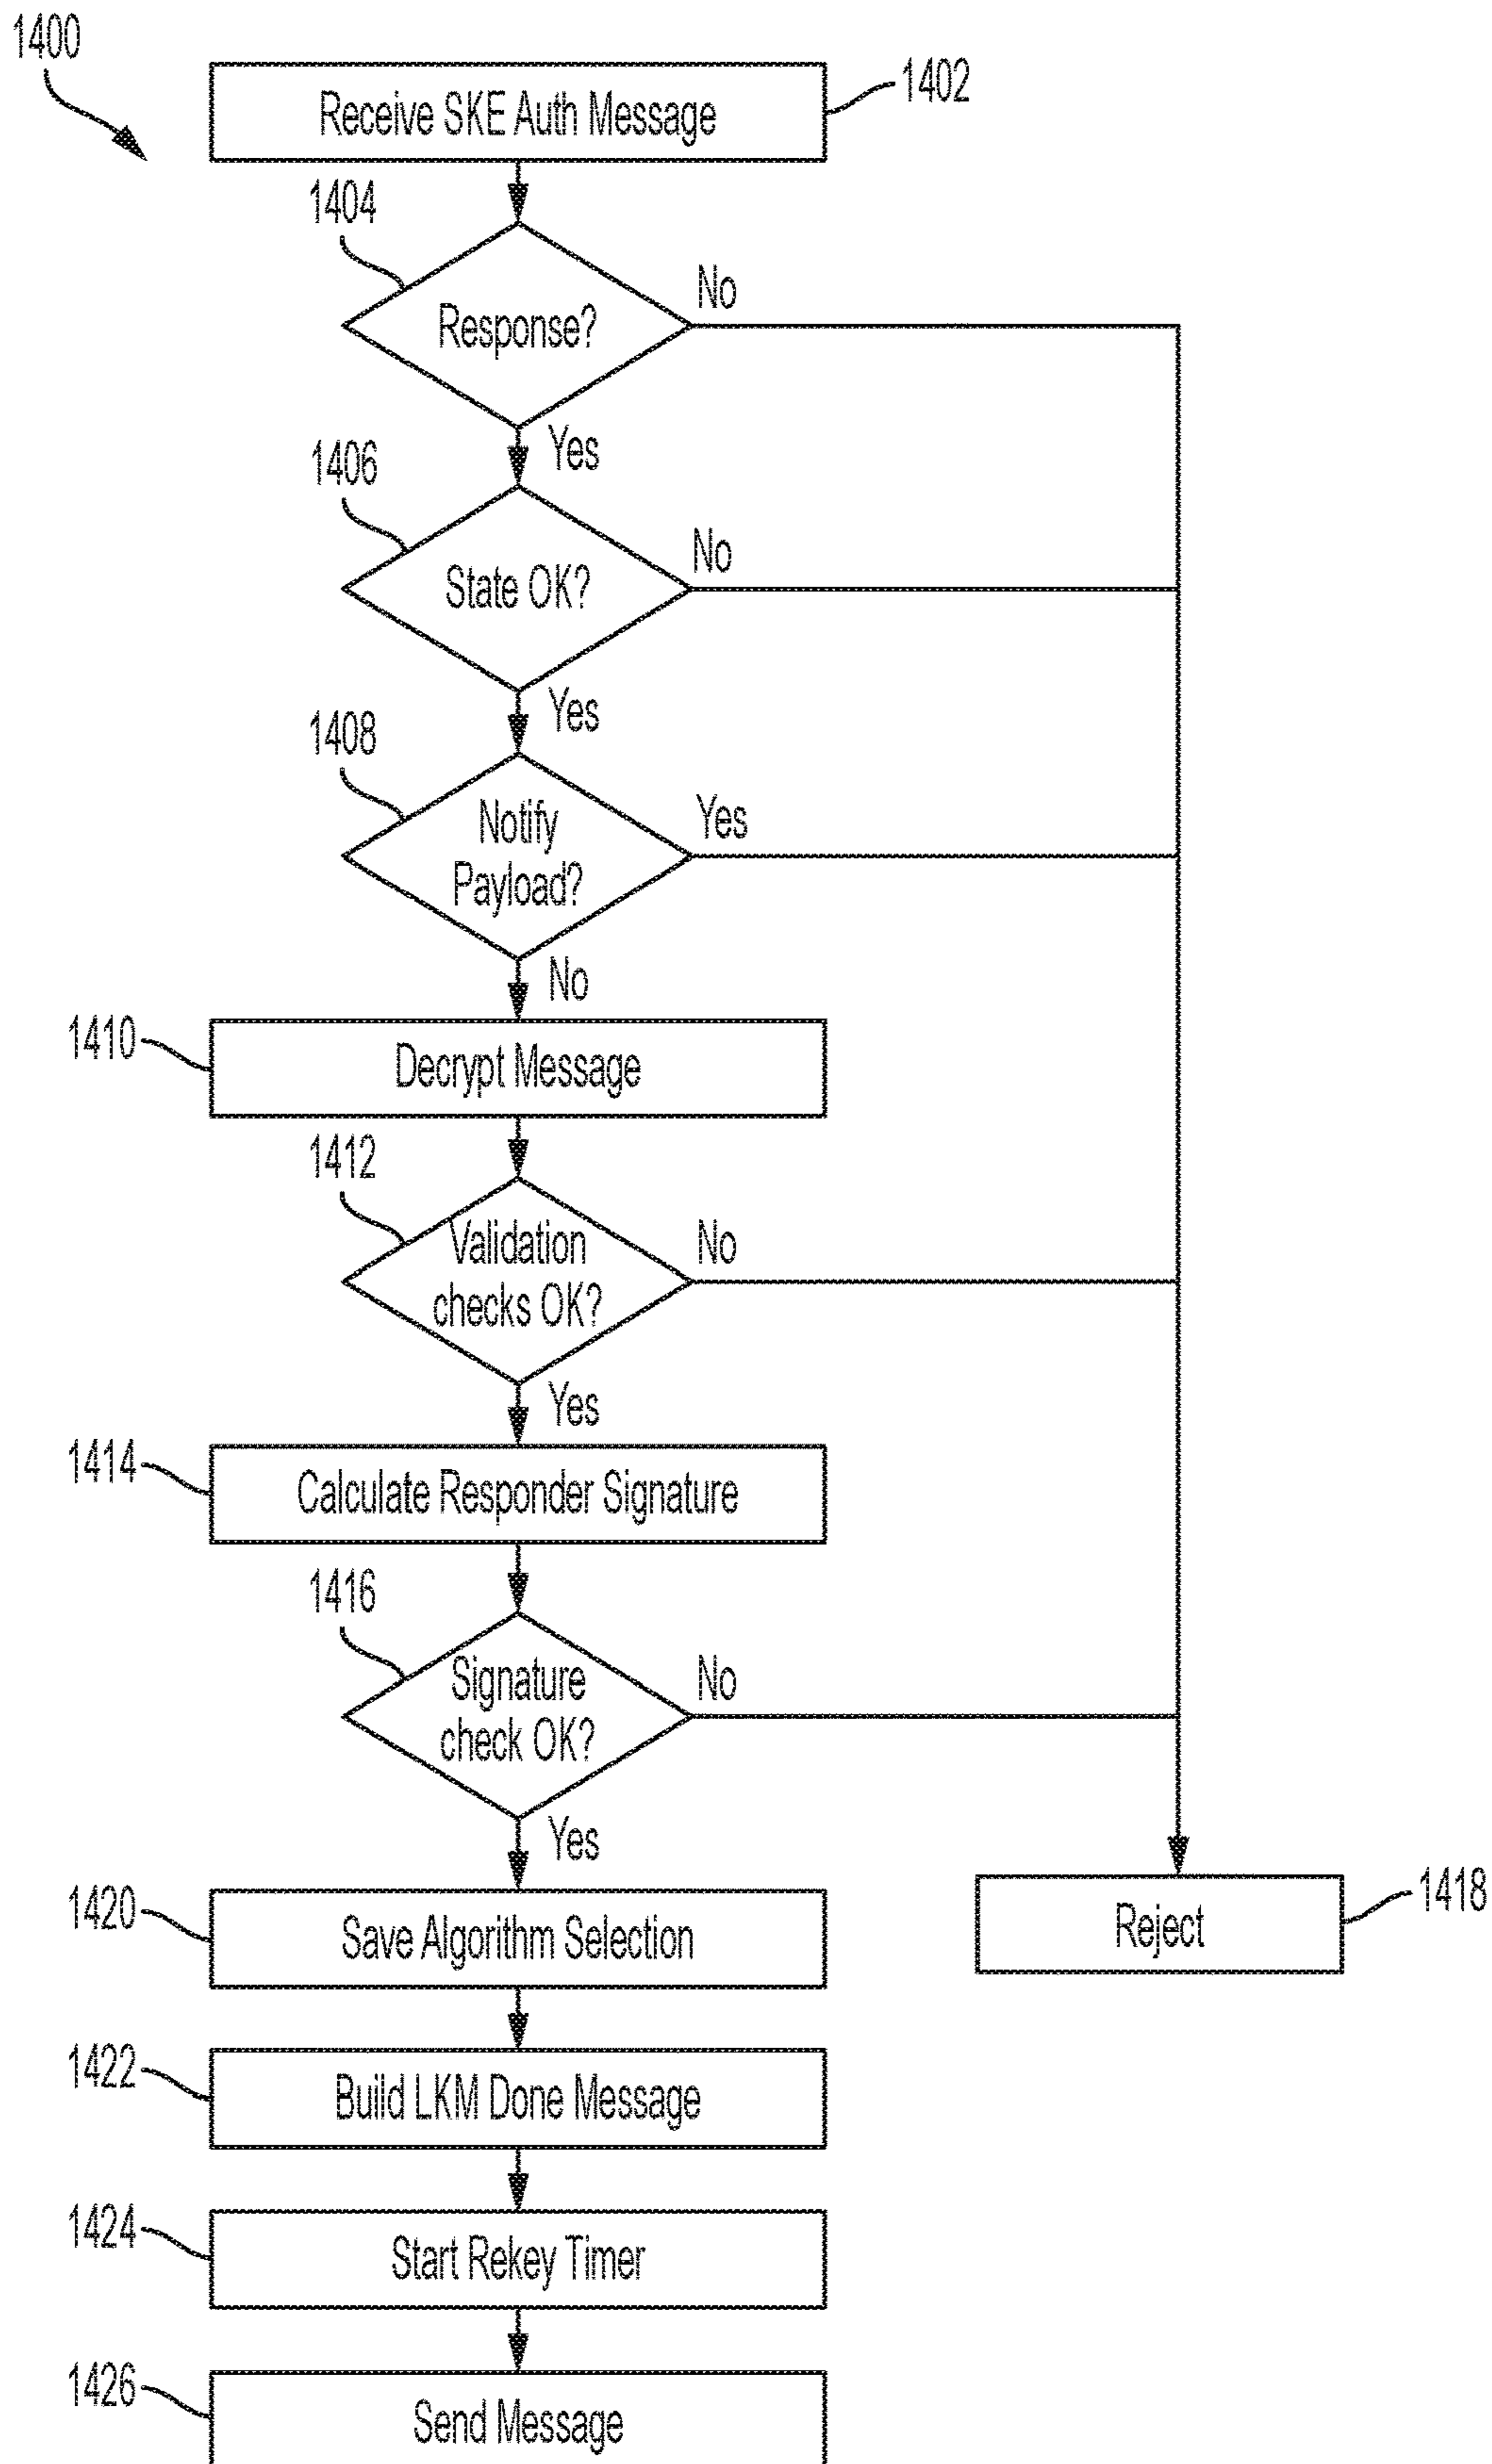 1400
Receive SKE Auth Message
1402
1404
Response?
No
Yes
1406
State OK?
No
Yes
1408
Notify
Payload?
Yes
No
1410
Decrypt Message
1412
Validation
checks OK?
No
Yes
1414
Calculate Responder Signature
1416
Signature
check OK?
No
Yes
1420
Save Algorithm Selection
Reject
1418
1422
Build LKM Done Message
1424
Start Rekey Timer
1426
Send Message